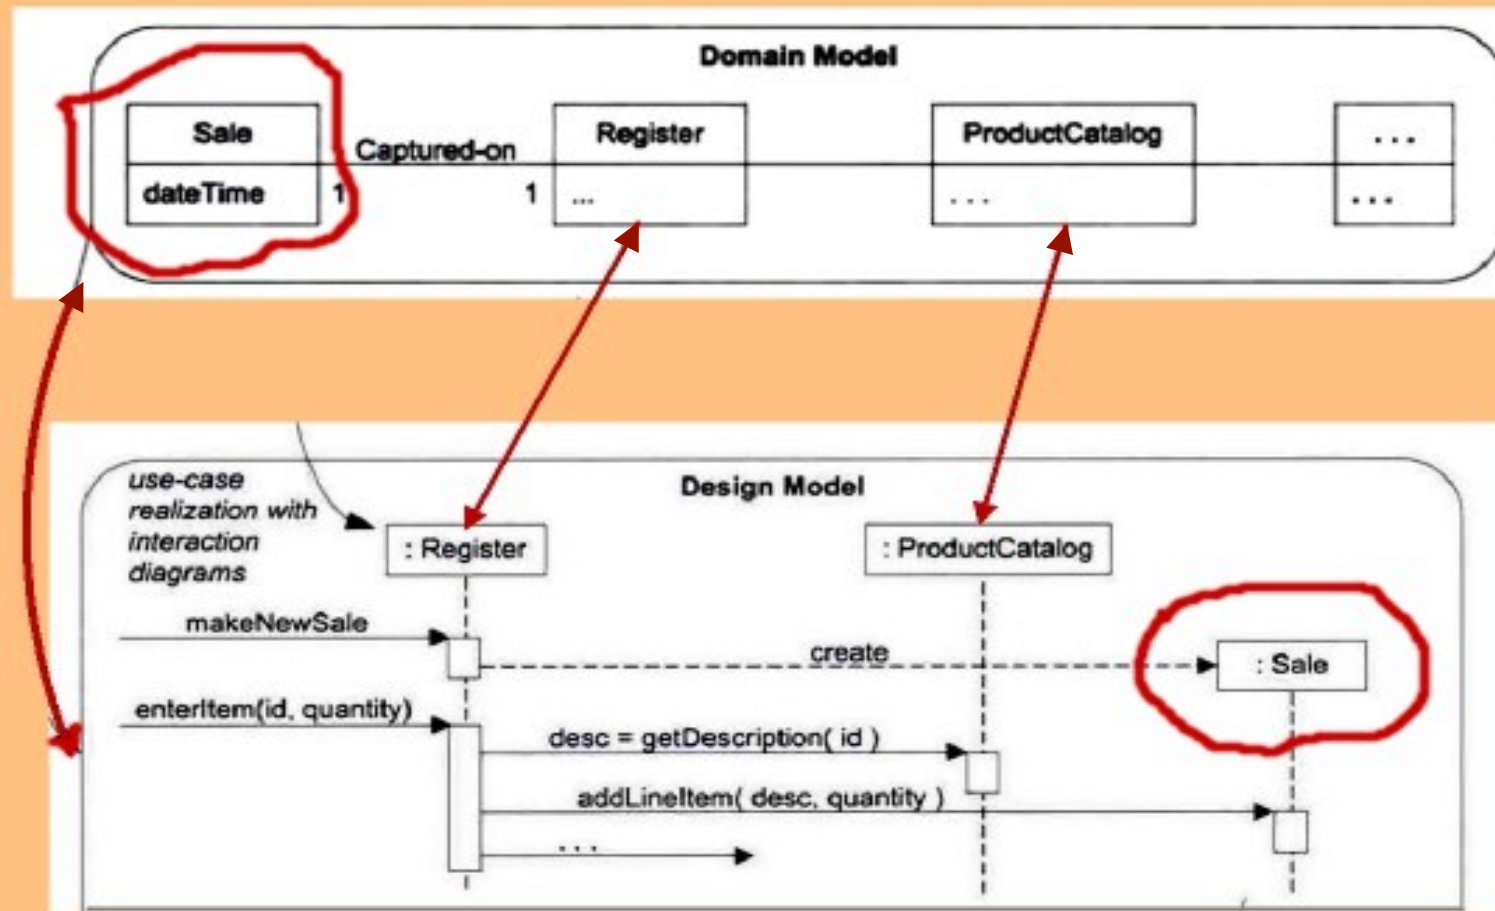 Domain Model
Sale
Captured-on
Register
ProductCatalog
...
dateTime
1
1
...
...
...
use-case
realization with
interaction
diagrams
Design Model
: Register
: ProductCatalog
makeNewSale
create
: Sale
enterItem(id, quantity)
desc = getDescription( id )
addLineItem( desc, quantity )
...